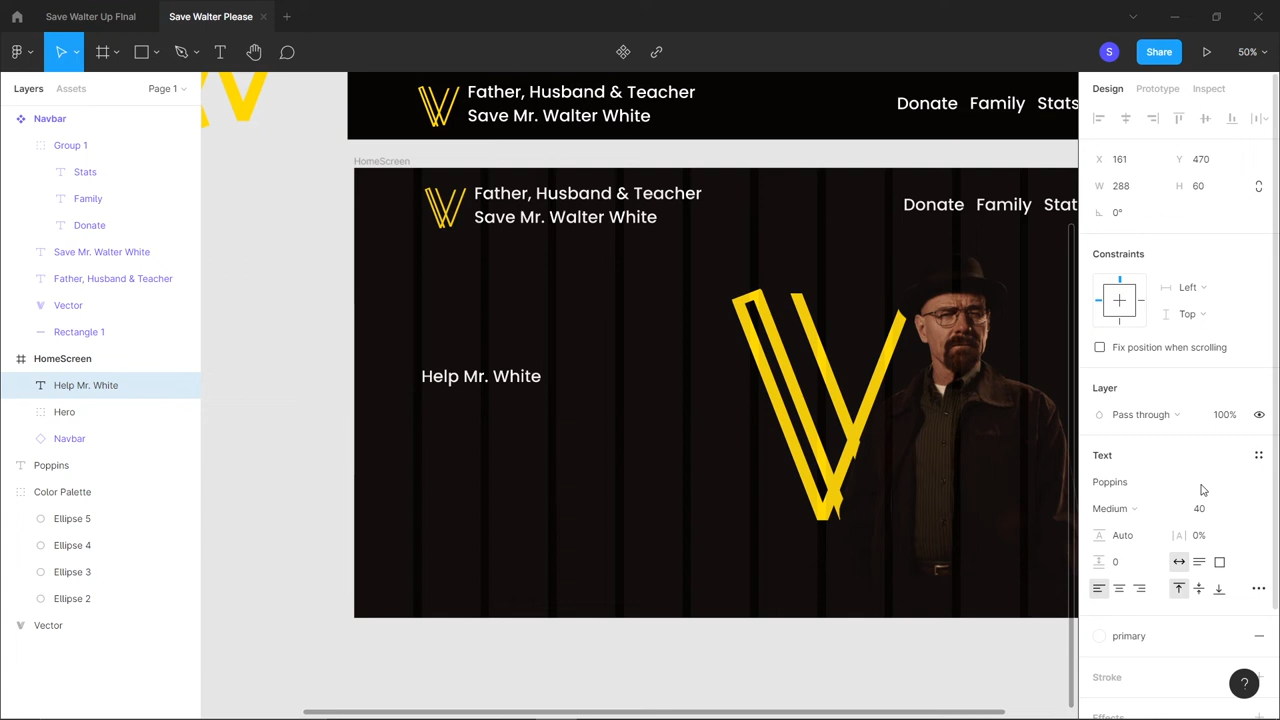 Save Walter Up FInal
Save Walter Please
S
Share
50%
Layers
Assets
Page 1
Navbar
Group 1
Stats
Family
Donate
Save Mr. Walter White
Father, Husband & Teacher
Vector
Rectangle 1
HomeScreen
Help Mr. White
Hero
Navbar
Poppins
Color Palette
Ellipse 5
Ellipse 4
Ellipse 3
Ellipse 2
Vector
Father, Husband & Teacher
Save Mr. Walter White
Donate Family Stats
HomeScreen
Father, Husband & Teacher
Save Mr. Walter White
Donate Family Stat
Help Mr. White
Design
Prototype
Inspect
X 161
Y 470
W 288
H 60
0°
Constraints
Left
Top
Fix position when scrolling
Layer
Pass through
100%
Text
Poppins
Medium
40
A Auto
|A| 0%
0
primary
Stroke
Effects
?